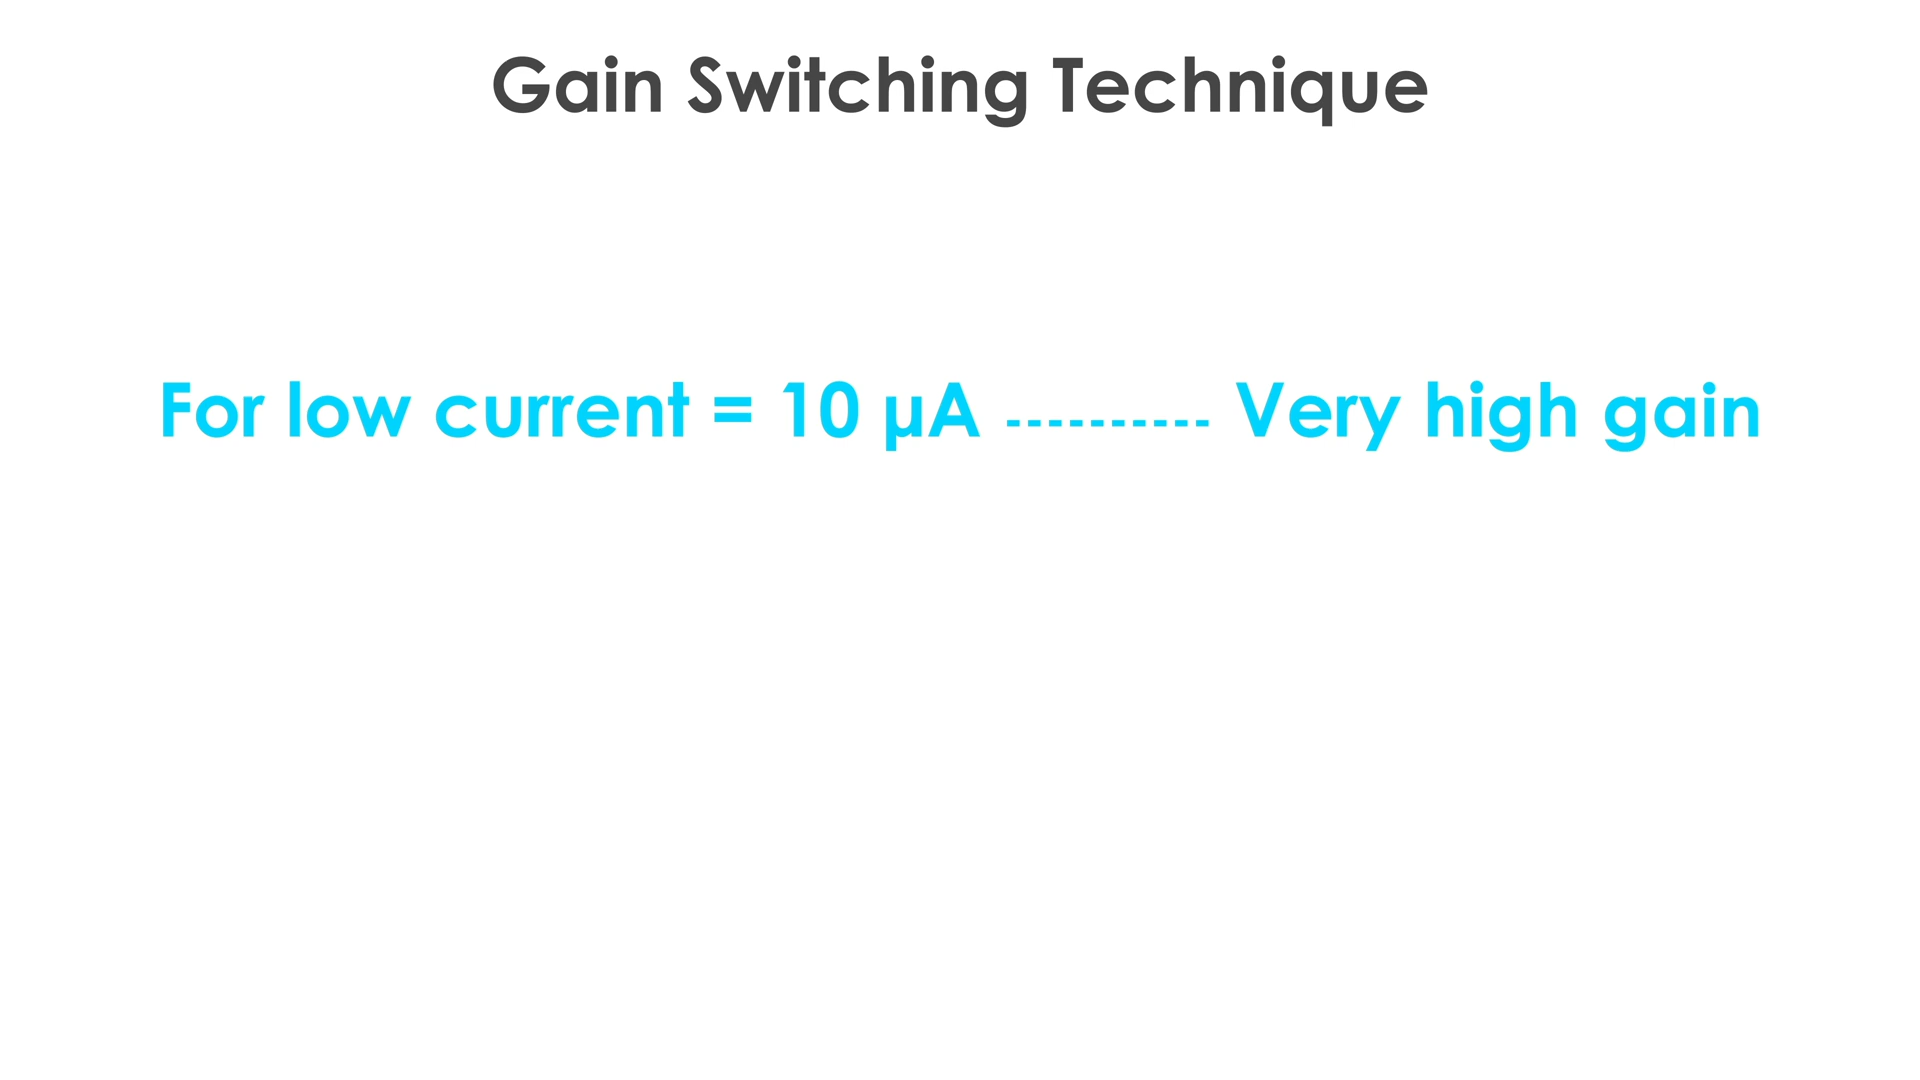 Gain Switching Technique
For low current = 10 µA ---------- Very high gain